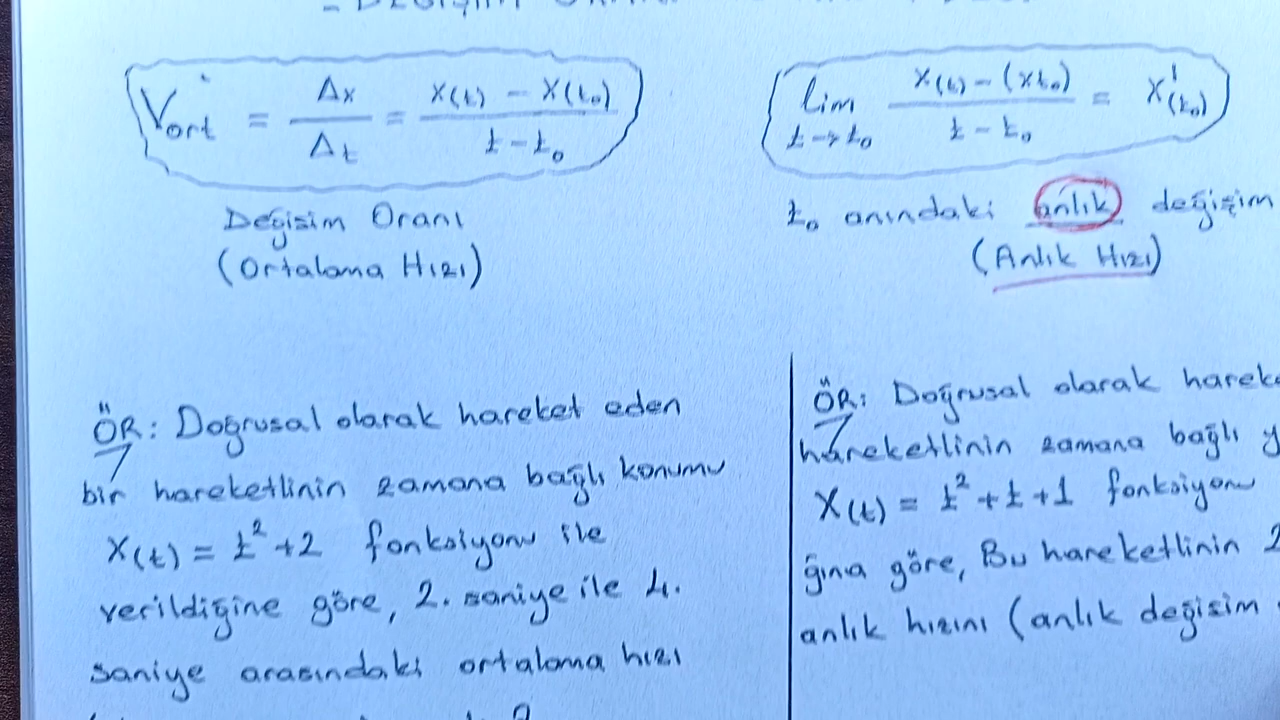 V ort = Δx / Δt = x(t) - x(t₀) / t - t₀
Değişim Oranı
(Ortalama Hızı)
lim t→t₀ x(t) - (xt₀) / t - t₀ = x'(t₀)
t₀ anındaki anlık değişim
(Anlık Hızı)
ÖR: Doğrusal olarak hareket eden
bir hareketlinin zamana bağlı konumu
x(t) = t² + 2 fonksiyonu ile
verildiğine göre, 2. saniye ile 4.
saniye arasındaki ortalama hızı
ÖR: Doğrusal olarak hareke
hareketlinin zamana bağlı y
x(t) = t² + t + 1 fonksiyonu
ğına göre, Bu hareketlinin 2
anlık hızını (anlık değişim